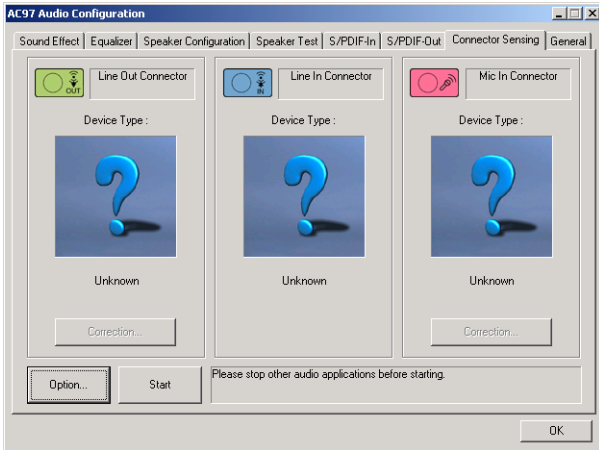 AC97 Audio Configuration
Sound Effect Equalizer Speaker Configuration Speaker Test S/PDIF-In S/PDIF-Out Connector Sensing General
OUT Line Out Connector
IN Line In Connector
Mic In Connector
Device Type : Device Type : Device Type :
Unknown Unknown Unknown
Correction... Correction...
Option... Start Please stop other audio applications before starting.
OK